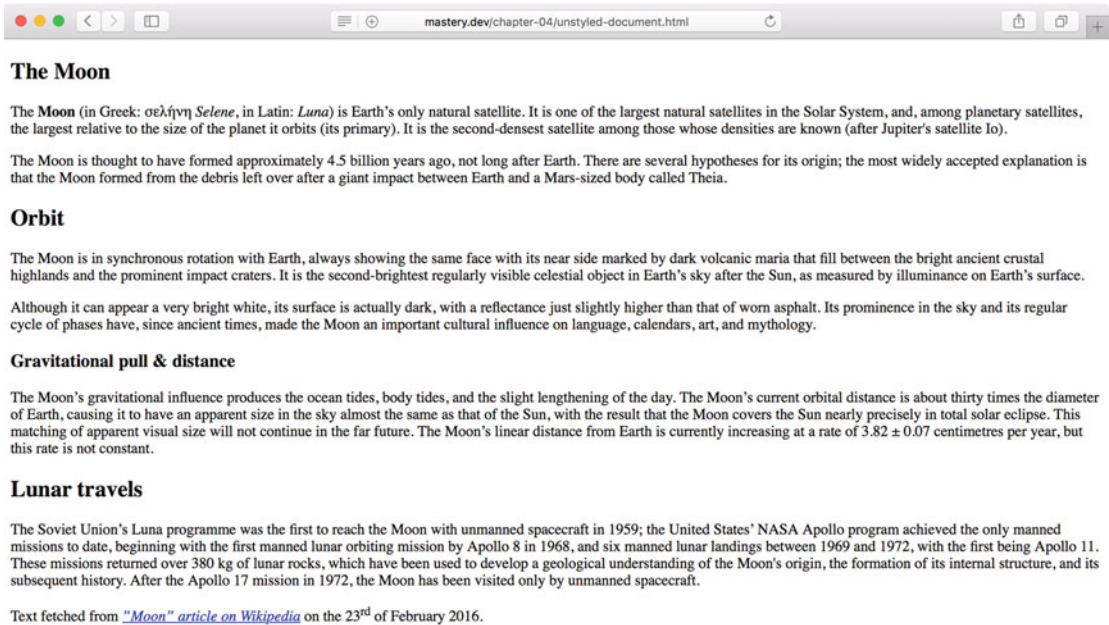 mastery.dev/chapter-04/unstyled-document.html
The Moon
The Moon (in Greek: σελήνη Selene, in Latin: Luna) is Earth’s only natural satellite. It is one of the largest natural satellites in the Solar System, and, among planetary satellites,
the largest relative to the size of the planet it orbits (its primary). It is the second-densest satellite among those whose densities are known (after Jupiter's satellite Io).
The Moon is thought to have formed approximately 4.5 billion years ago, not long after Earth. There are several hypotheses for its origin; the most widely accepted explanation is
that the Moon formed from the debris left over after a giant impact between Earth and a Mars-sized body called Theia.
Orbit
The Moon is in synchronous rotation with Earth, always showing the same face with its near side marked by dark volcanic maria that fill between the bright ancient crustal
highlands and the prominent impact craters. It is the second-brightest regularly visible celestial object in Earth’s sky after the Sun, as measured by illuminance on Earth’s surface.
Although it can appear a very bright white, its surface is actually dark, with a reflectance just slightly higher than that of worn asphalt. Its prominence in the sky and its regular
cycle of phases have, since ancient times, made the Moon an important cultural influence on language, calendars, art, and mythology.
Gravitational pull & distance
The Moon’s gravitational influence produces the ocean tides, body tides, and the slight lengthening of the day. The Moon’s current orbital distance is about thirty times the diameter
of Earth, causing it to have an apparent size in the sky almost the same as that of the Sun, with the result that the Moon covers the Sun nearly precisely in total solar eclipse. This
matching of apparent visual size will not continue in the far future. The Moon’s linear distance from Earth is currently increasing at a rate of 3.82 ± 0.07 centimetres per year, but
this rate is not constant.
Lunar travels
The Soviet Union’s Luna programme was the first to reach the Moon with unmanned spacecraft in 1959; the United States’ NASA Apollo program achieved the only manned
missions to date, beginning with the first manned lunar orbiting mission by Apollo 8 in 1968, and six manned lunar landings between 1969 and 1972, with the first being Apollo 11.
These missions returned over 380 kg of lunar rocks, which have been used to develop a geological understanding of the Moon's origin, the formation of its internal structure, and its
subsequent history. After the Apollo 17 mission in 1972, the Moon has been visited only by unmanned spacecraft.
Text fetched from "Moon" article on Wikipedia on the 23rd of February 2016.